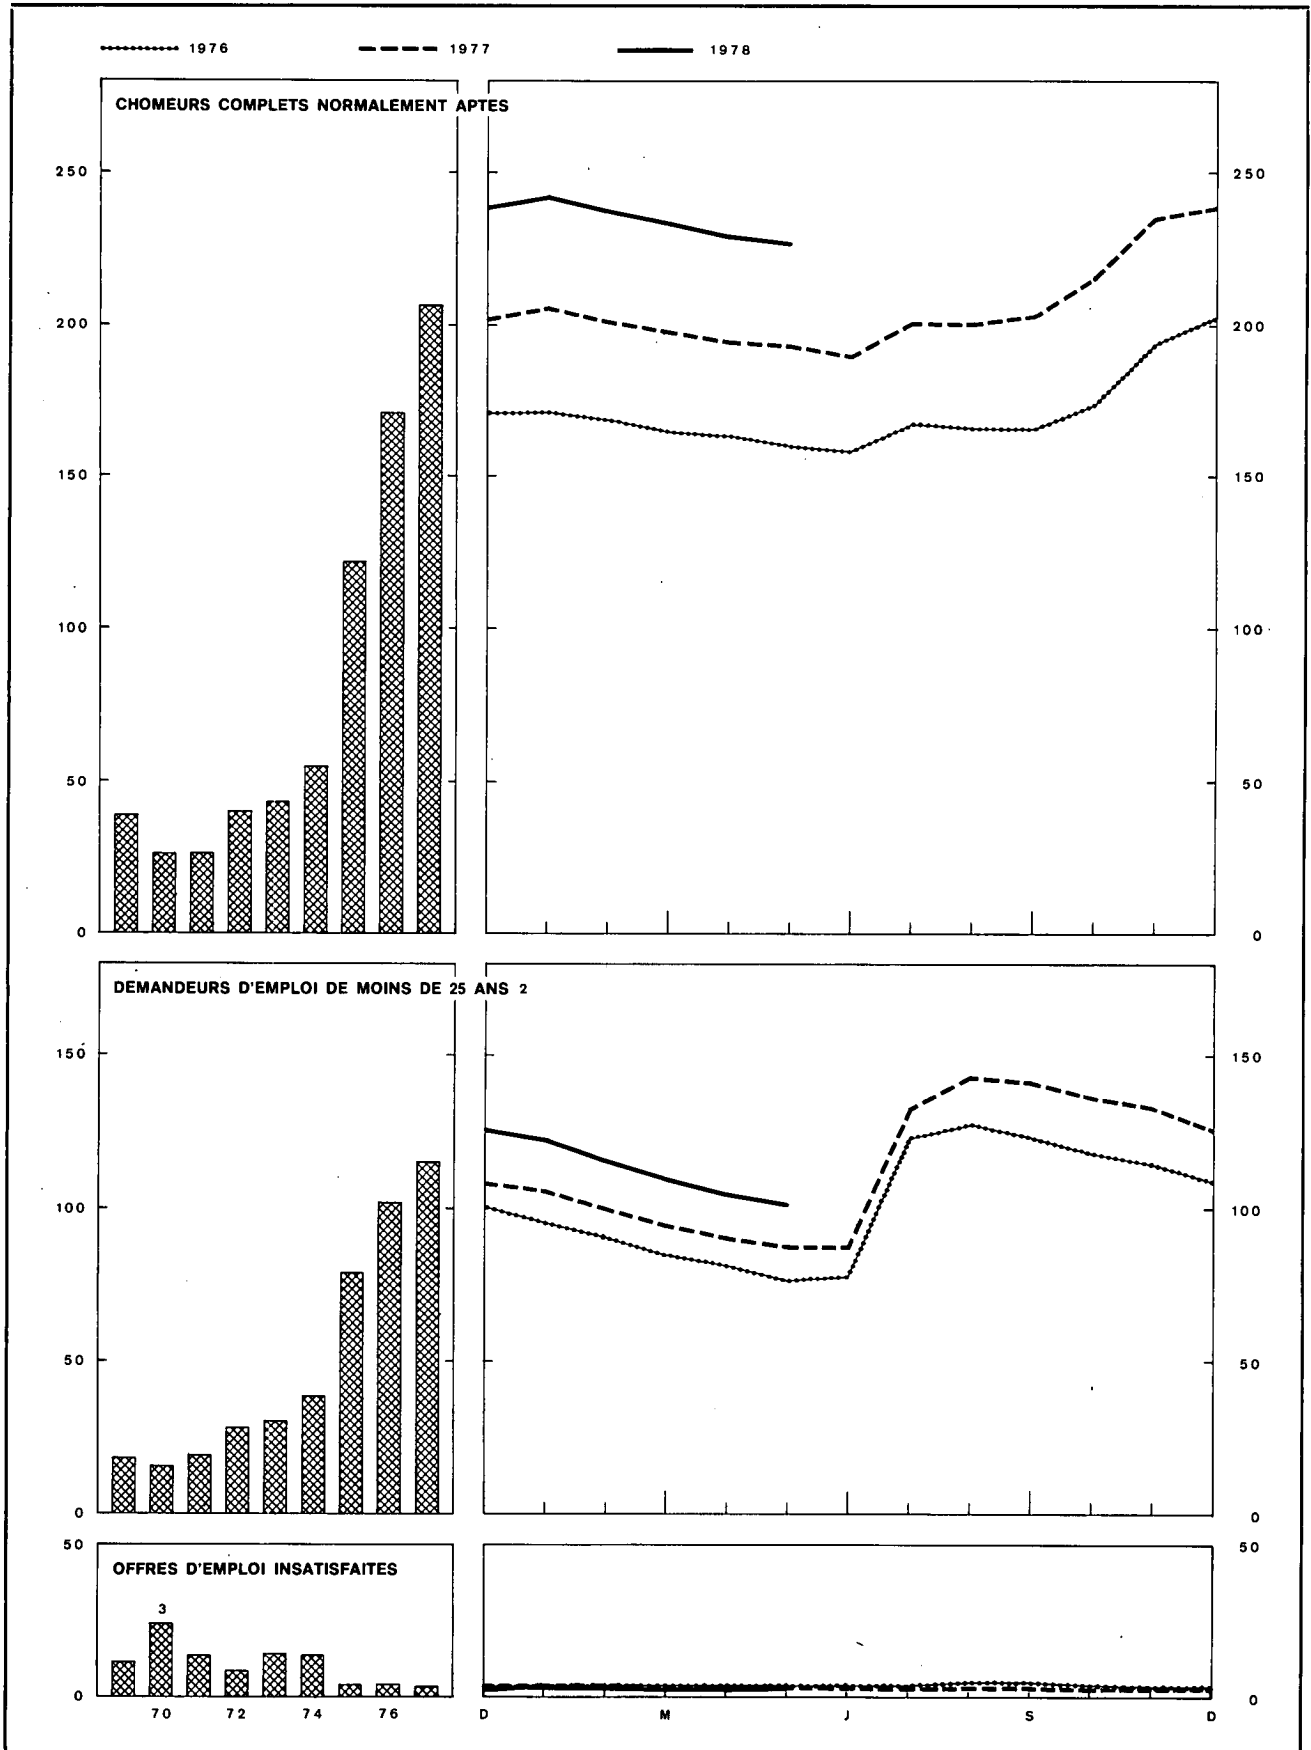 1976 1977 1978
CHOMEURS COMPLETS NORMALEMENT APTES
250 250
200 200
150 150
100 100
50 50
0 0
DEMANDEURS D'EMPLOI DE MOINS DE 25 ANS 2
150 150
100 100
50 50
0 0
50 50
OFFRES D'EMPLOI INSATISFAITES
3
0 0
70 72 74 76 D M J S D